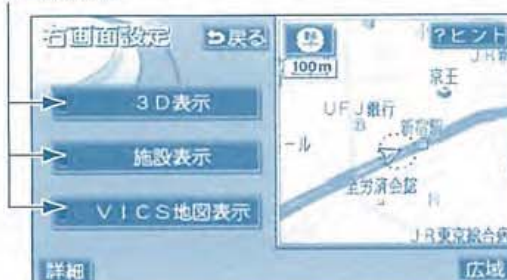 右画面設定
戻る
3D表示
施設表示
VICS地図表示
詳細
100m
?ヒント
京王
UFJ銀行
新宿駅
ール
全労済会館
JR東京総合病
広域